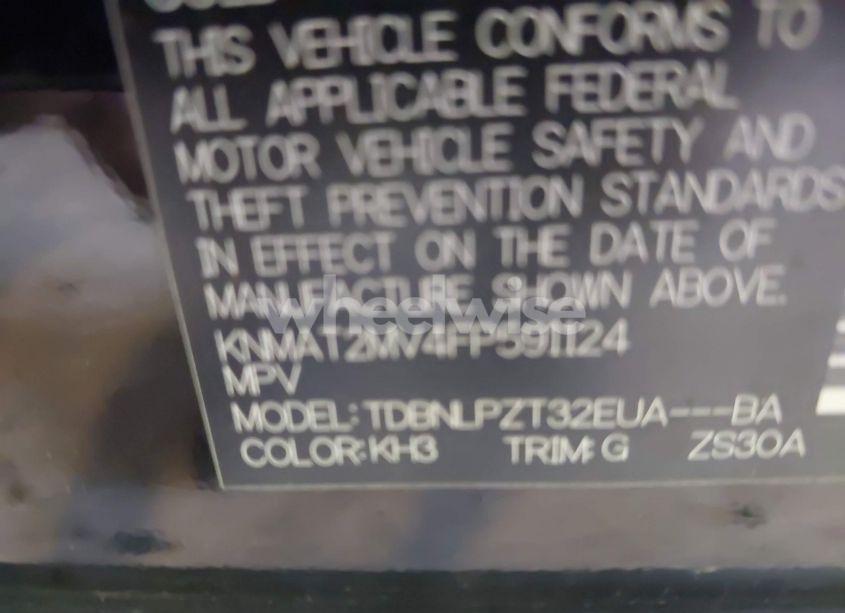 THIS VEHICLE CONFORMS TO
ALL APPLICABLE FEDERAL
MOTOR VEHICLE SAFETY AND
THEFT PREVENTION STANDARDS
IN EFFECT ON THE DATE OF
MANUFACTURE SHOWN ABOVE.
wheelwise
KNMAT2MV4FP591124
MPV
MODEL: TDBNLPZT32EUA---BA
COLOR: KH3 TRIM: G ZS30A